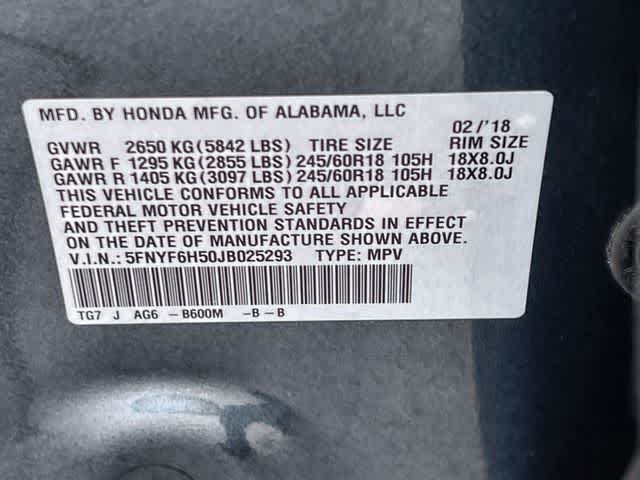 MFD. BY HONDA MFG. OF ALABAMA, LLC
02/'18
GVWR 2650 KG(5842 LBS) TIRE SIZE RIM SIZE
GAWR F 1295 KG(2855 LBS)245/60R18 105H 18X8.0J
GAWR R 1405 KG(3097 LBS)245/60R18 105H 18X8.0J
THIS VEHICLE CONFORMS TO ALL APPLICABLE
FEDERAL MOTOR VEHICLE SAFETY
AND THEFT PREVENTION STANDARDS IN EFFECT
ON THE DATE OF MANUFACTURE SHOWN ABOVE.
V.I.N.: 5FNYF6H50JB025293 TYPE: MPV
TG7 J AG6 -B600M -B-B